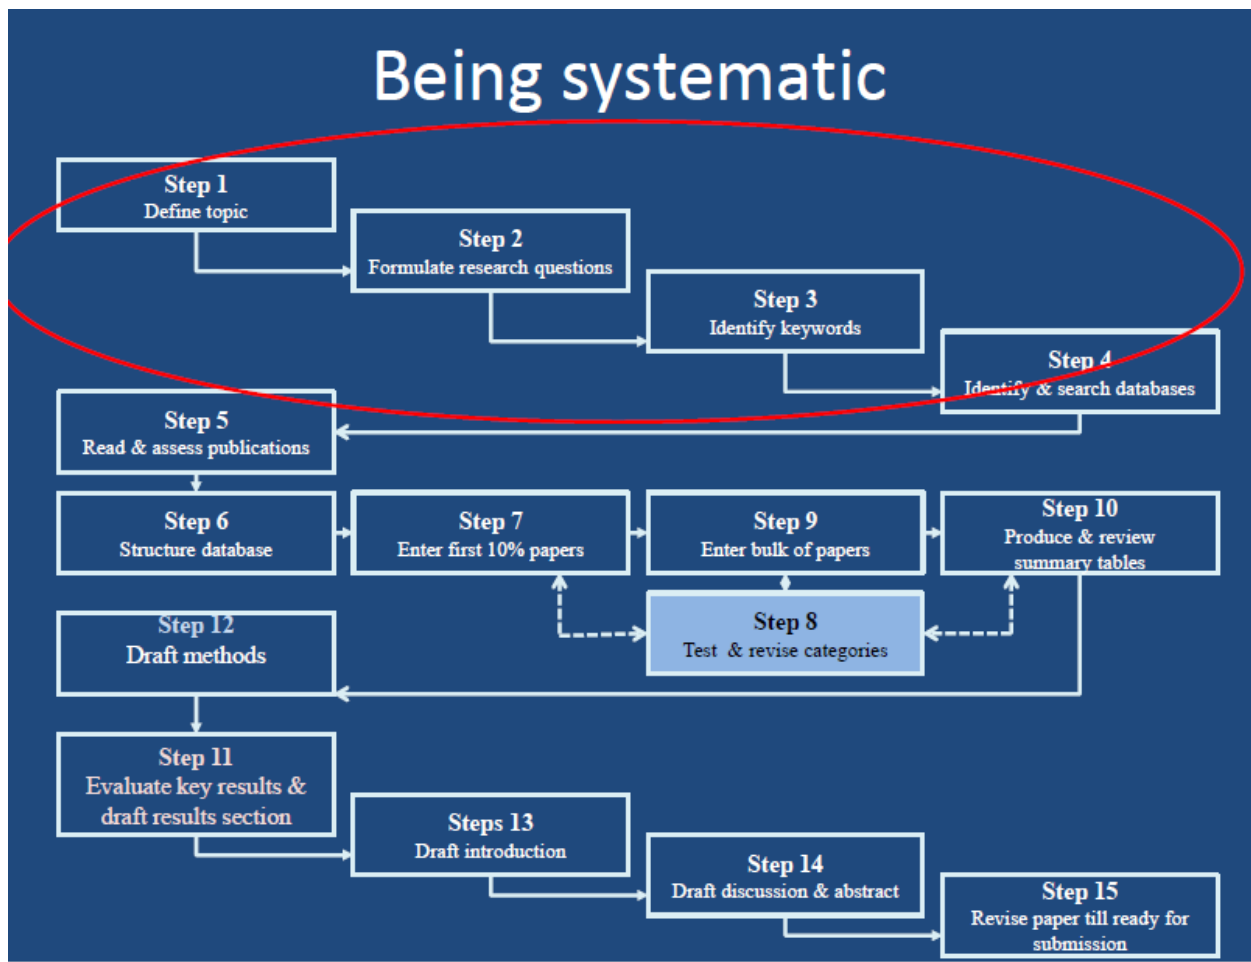 Being systematic
Step 1
Define topic
Step 2
Formulate research questions
Step 3
Identify keywords
Step 4
Identify & search databases
Step 5
Read & assess publications
Step 6
Structure database
Step 7
Enter first 10% papers
Step 9
Enter bulk of papers
Step 10
Produce & review
summary tables
Step 8
Test & revise categories
Step 12
Draft methods
Step 11
Evaluate key results &
draft results section
Steps 13
Draft introduction
Step 14
Draft discussion & abstract
Step 15
Revise paper till ready for
submission